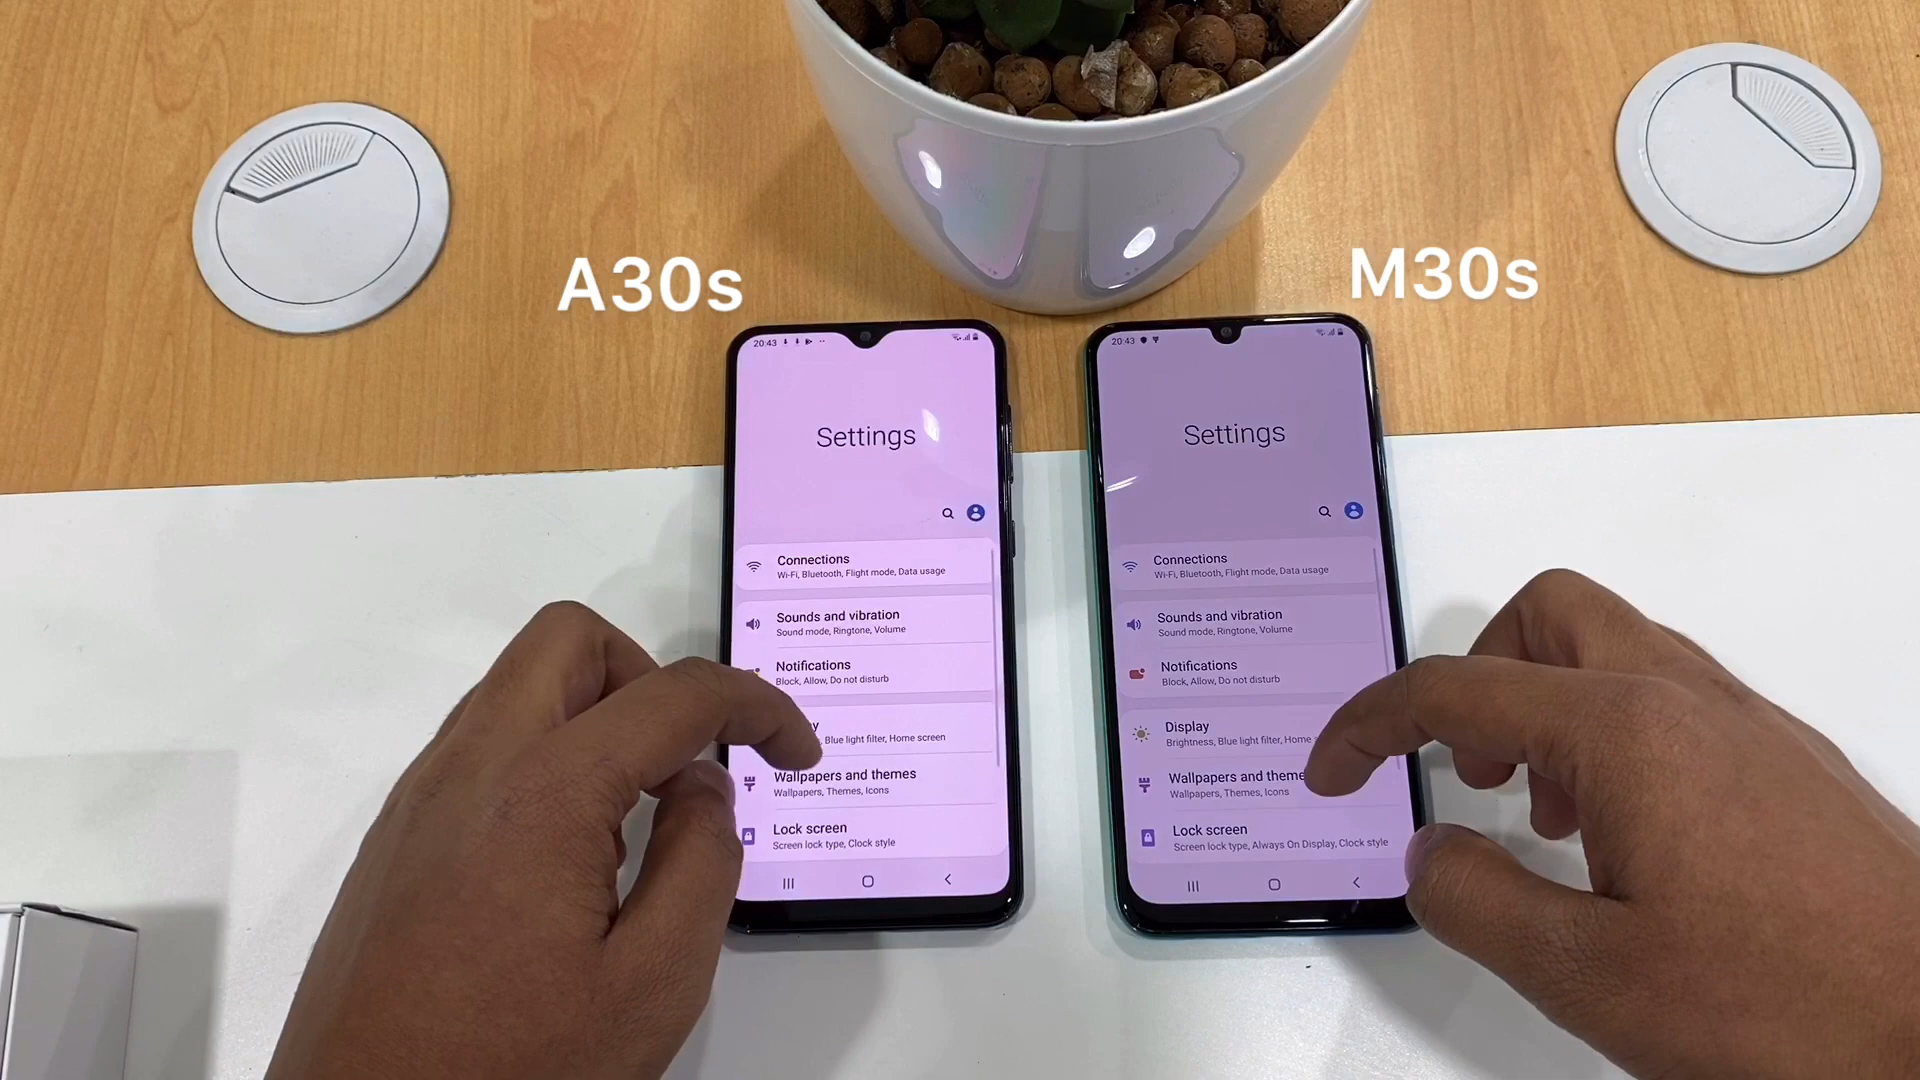 A30s
M30s
20:43
Settings
Connections
Wi-Fi, Bluetooth, Flight mode, Data usage
Sounds and vibration
Sound mode, Ringtone, Volume
Notifications
Block, Allow, Do not disturb
Blue light filter, Home screen
Wallpapers and themes
Wallpapers, Themes, Icons
Lock screen
Screen lock type, Clock style
20:43
Settings
Connections
Wi-Fi, Bluetooth, Flight mode, Data usage
Sounds and vibration
Sound mode, Ringtone, Volume
Notifications
Block, Allow, Do not disturb
Display
Brightness, Blue light filter, Home
Wallpapers and theme
Wallpapers, Themes, Icons
Lock screen
Screen lock type, Always On Display, Clock style